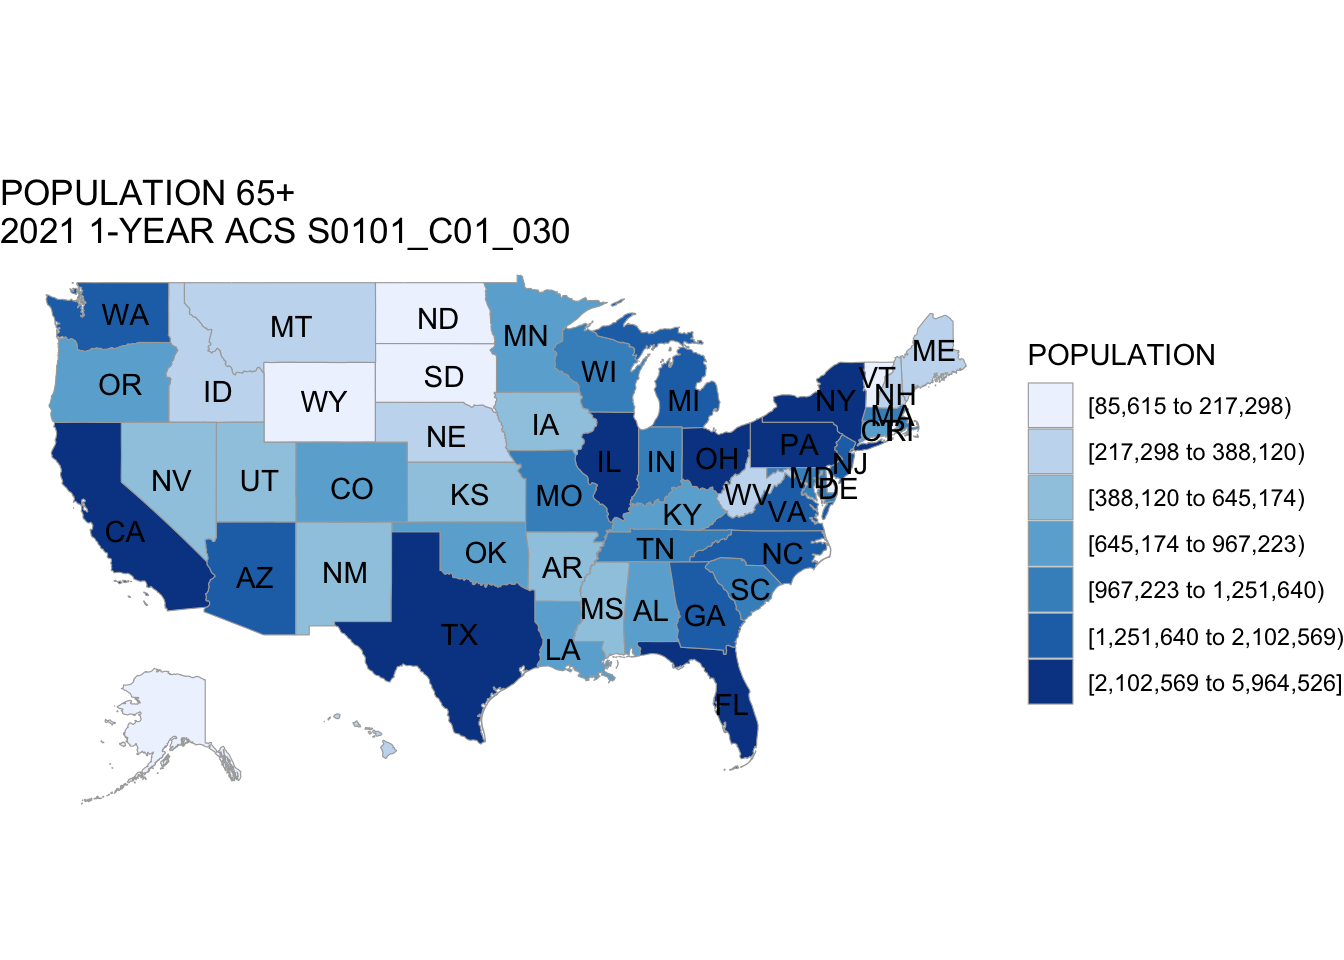 POPULATION 65+
2021 1-YEAR ACS S0101_C01_030
WA
MT
ND
MN
ME
OR
ID
WY
SD
WI
MI
VT
NH
NY
MA
CT
RI
NE
IA
PA
NJ
NV
UT
CO
KS
MO
IL
IN
OH
MD
DE
WV
VA
KY
CA
AZ
NM
OK
AR
TN
NC
SC
TX
LA
MS
AL
GA
FL
POPULATION
[85,615 to 217,298)
[217,298 to 388,120)
[388,120 to 645,174)
[645,174 to 967,223)
[967,223 to 1,251,640)
[1,251,640 to 2,102,569)
[2,102,569 to 5,964,526]